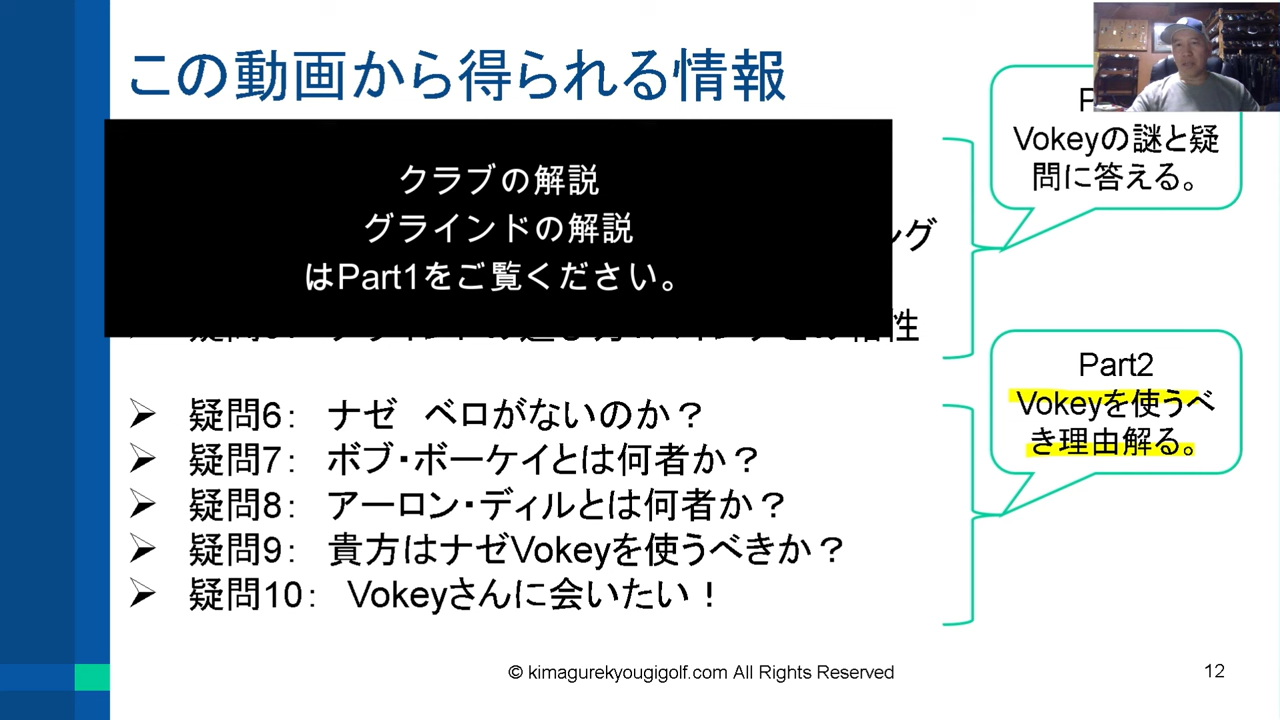 この動画から得られる情報
クラブの解説
グラインドの解説
はPart1をご覧ください。
Vokeyの謎と疑
問に答える。
➢ 疑問6： ナゼ　ベロがないのか？
➢ 疑問7： ボブ・ボーケイとは何者か？
➢ 疑問8： アーロン・ディルとは何者か？
➢ 疑問9： 貴方はナゼVokeyを使うべきか？
➢ 疑問10： Vokeyさんに会いたい！
Part2
Vokeyを使うべ
き理由解る。
© kimagurekyougigolf.com All Rights Reserved
12